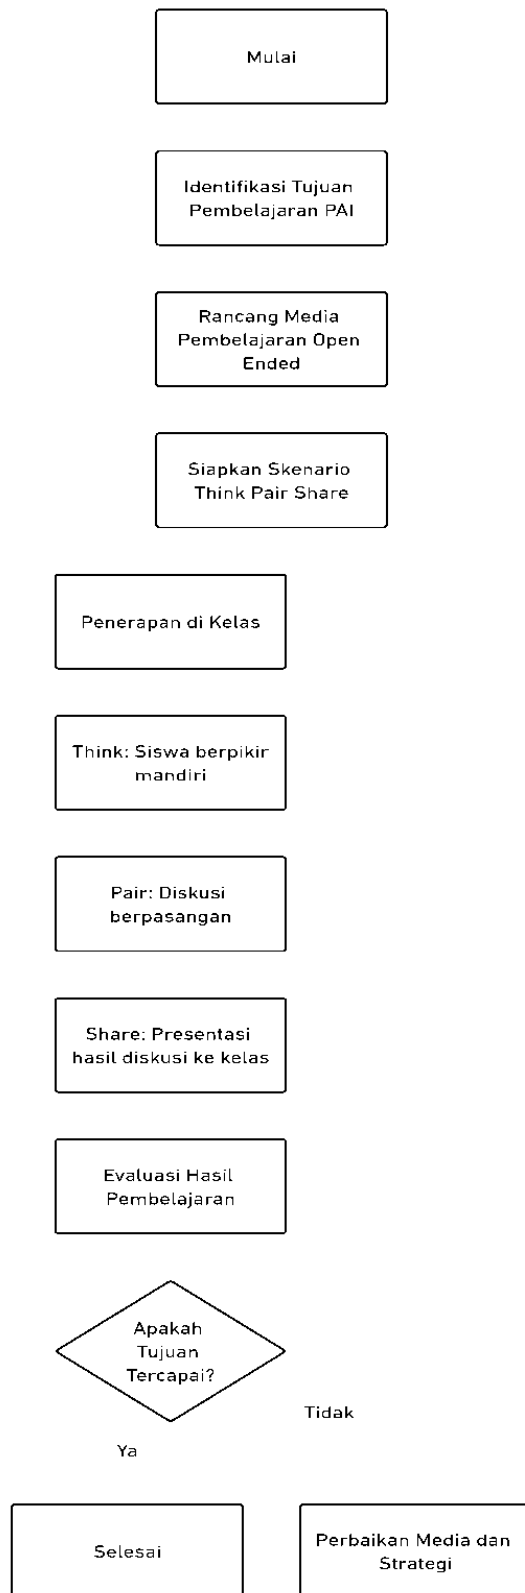 Mulai
Identifikasi Tujuan
Pembelajaran PAI
Rancang Media
Pembelajaran Open
Ended
Siapkan Skenario
Think Pair Share
Penerapan di Kelas
Think: Siswa berpikir
mandiri
Pair: Diskusi
berpasangan
Share: Presentasi
hasil diskusi ke kelas
Evaluasi Hasil
Pembelajaran
Apakah
Tujuan
Tercapai?
Tidak
Ya
Selesai
Perbaikan Media dan
Strategi